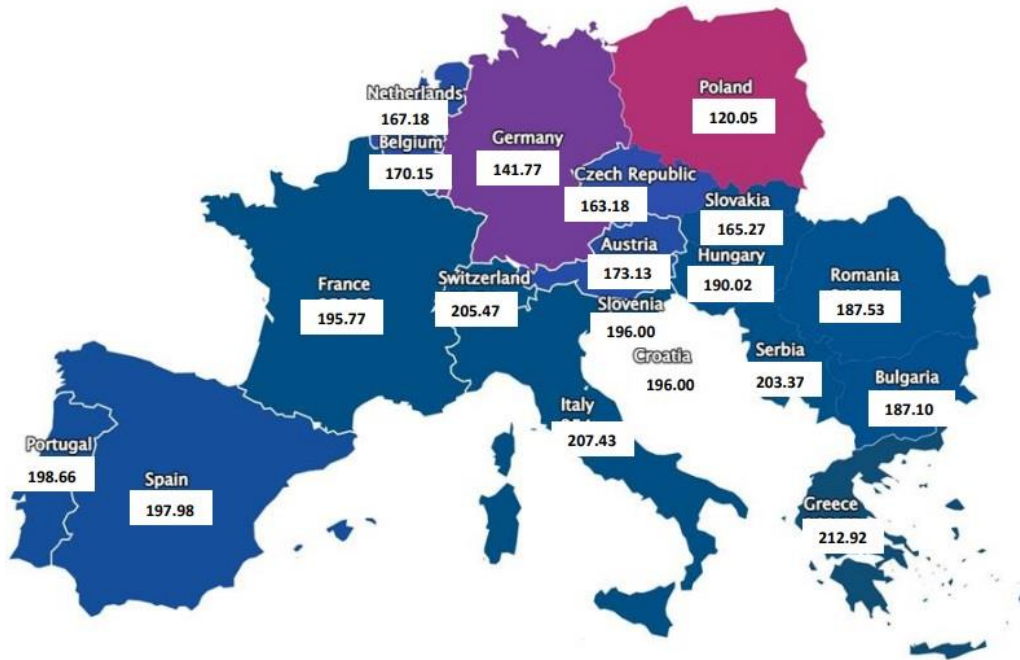 Netherlands
167.18
Belgium
170.15
Germany
141.77
Poland
120.05
Czech Republic
163.18
Slovakia
165.27
Austria
173.13
Hungary
190.02
France
195.77
Switzerland
205.47
Slovenia
196.00
Romania
187.53
Croatia
196.00
Serbia
203.37
Bulgaria
187.10
Italy
207.43
Portugal
198.66
Spain
197.98
Greece
212.92